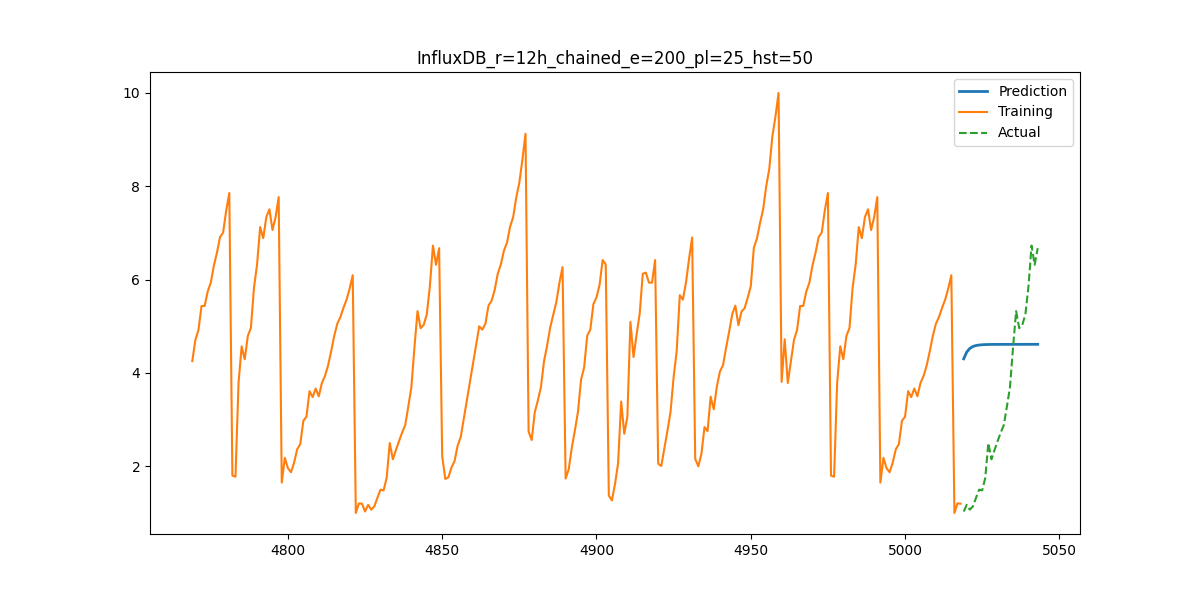 InfluxDB_r=12h_chained_e=200_pl=25_hst=50
Prediction
Training
Actual
10
8
6
4
2
4800
4850
4900
4950
5000
5050